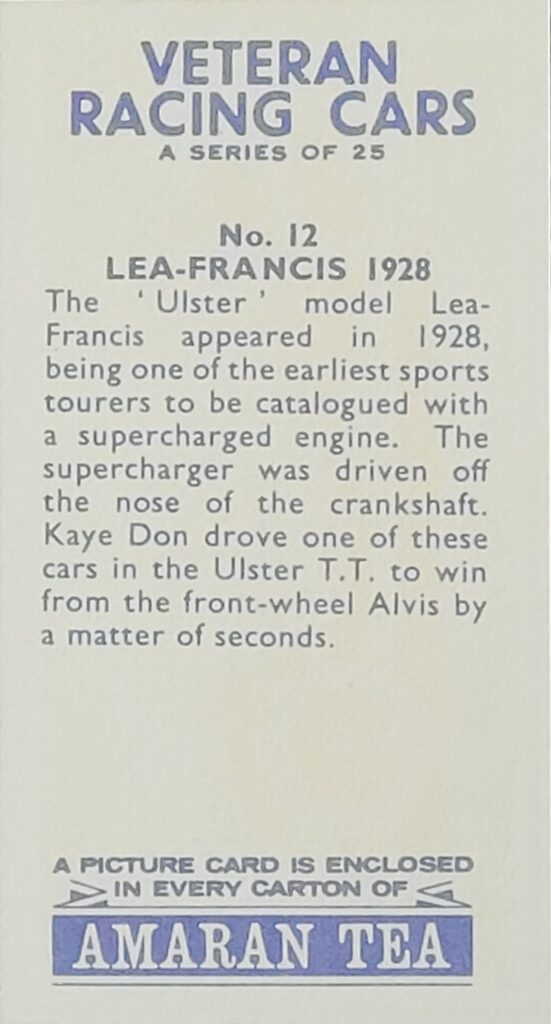 VETERAN
RACING CARS
A SERIES OF 25
No. 12
LEA-FRANCIS 1928
The ' Ulster ' model Lea-
Francis appeared in 1928,
being one of the earliest sports
tourers to be catalogued with
a supercharged engine. The
supercharger was driven off
the nose of the crankshaft.
Kaye Don drove one of these
cars in the Ulster T.T. to win
from the front-wheel Alvis by
a matter of seconds.
A PICTURE CARD IS ENCLOSED
IN EVERY CARTON OF
AMARAN TEA